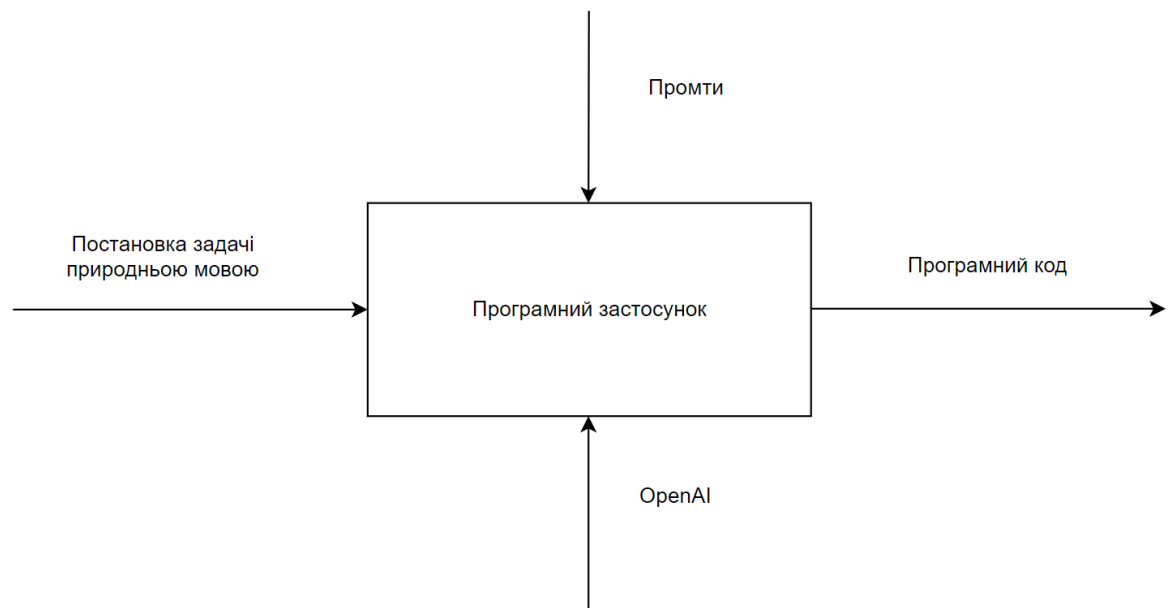 Промти
Постановка задачі
природньою мовою
Програмний код
Програмний застосунок
OpenAI